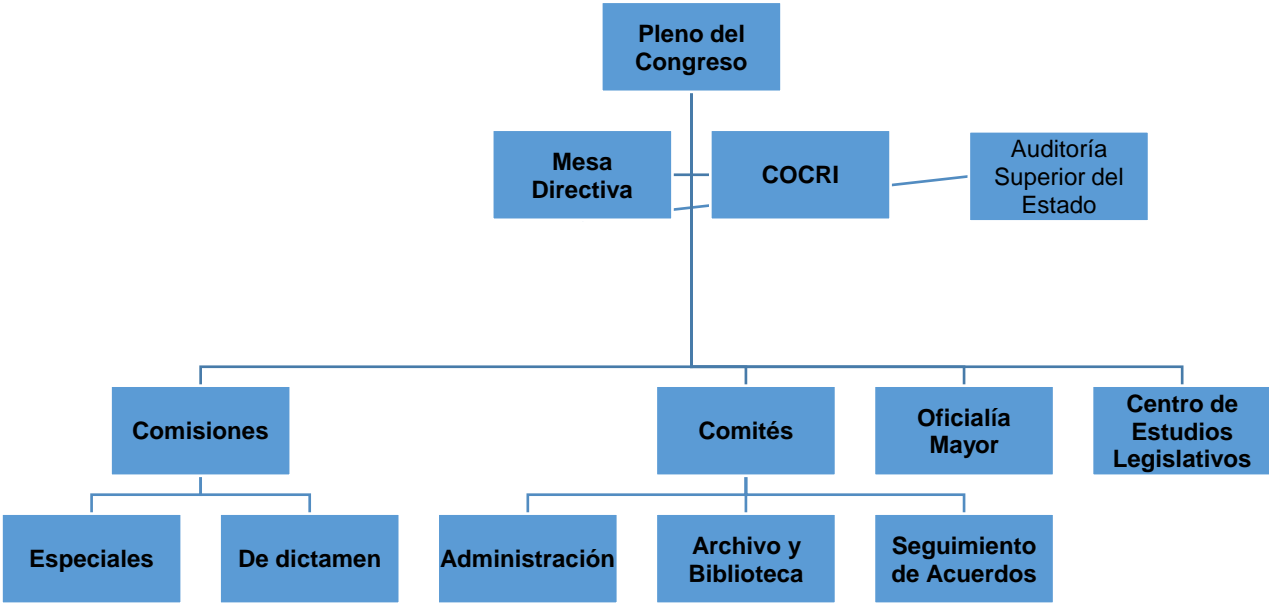 Pleno del
Congreso
Mesa
Directiva
COCRI
Auditoría
Superior del
Estado
Comisiones
Comités
Oficialía
Mayor
Centro de
Estudios
Legislativos
Especiales
De dictamen
Administración
Archivo y
Biblioteca
Seguimiento
de Acuerdos